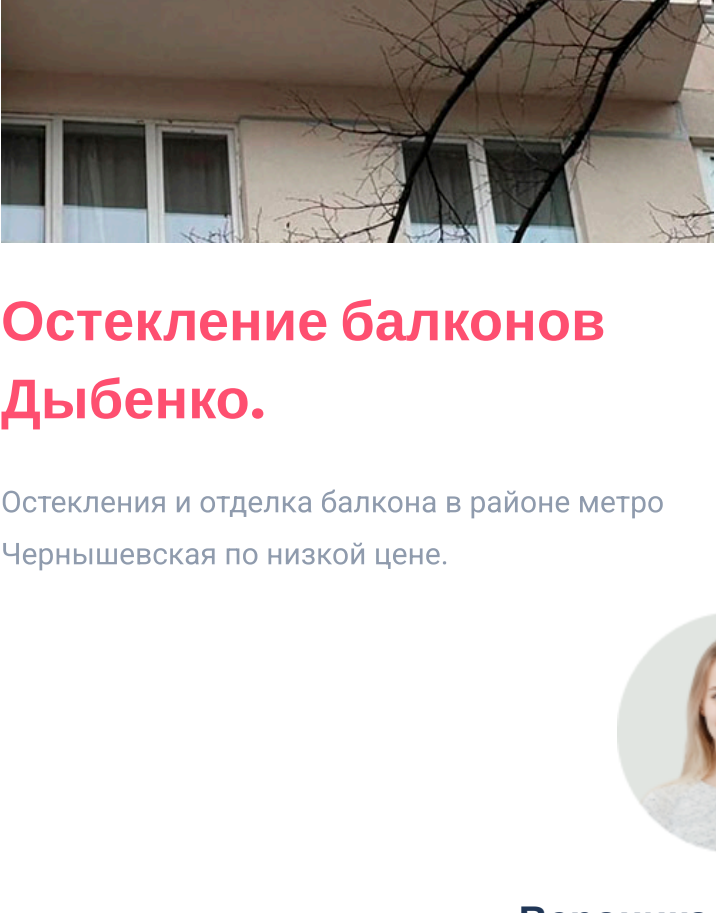 Остекление балконов
Дыбенко.
Остекления и отделка балкона в районе метро
Чернышевская по низкой цене.